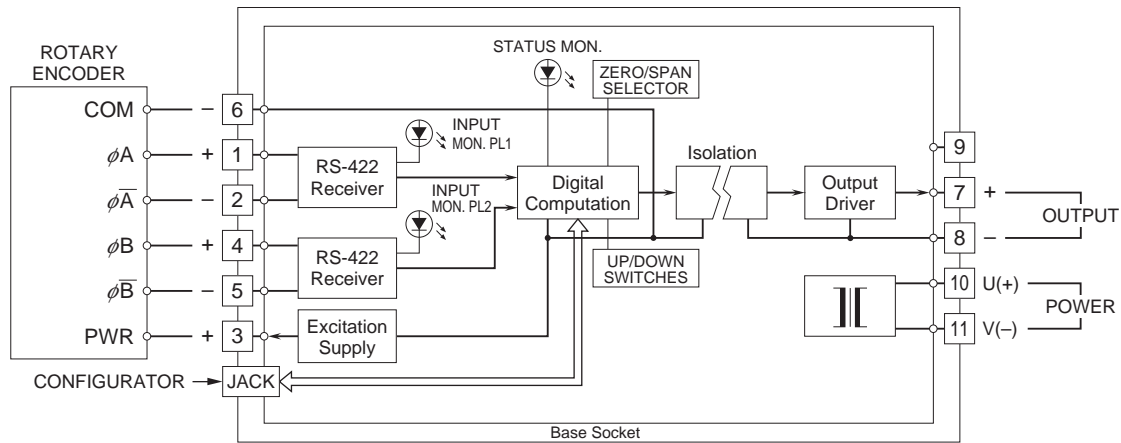 ROTARY
ENCODER
COM
– 6
ϕA
+ 1
ϕA̅
– 2
ϕB
+ 4
ϕB̅
– 5
PWR
+ 3
CONFIGURATOR
JACK
STATUS MON.
ZERO/SPAN
SELECTOR
INPUT
MON. PL1
RS-422
Receiver
INPUT
MON. PL2
RS-422
Receiver
Digital
Computation
UP/DOWN
SWITCHES
Excitation
Supply
Isolation
Output
Driver
9
7 +
8 –
OUTPUT
10 U(+)
11 V(–)
POWER
Base Socket